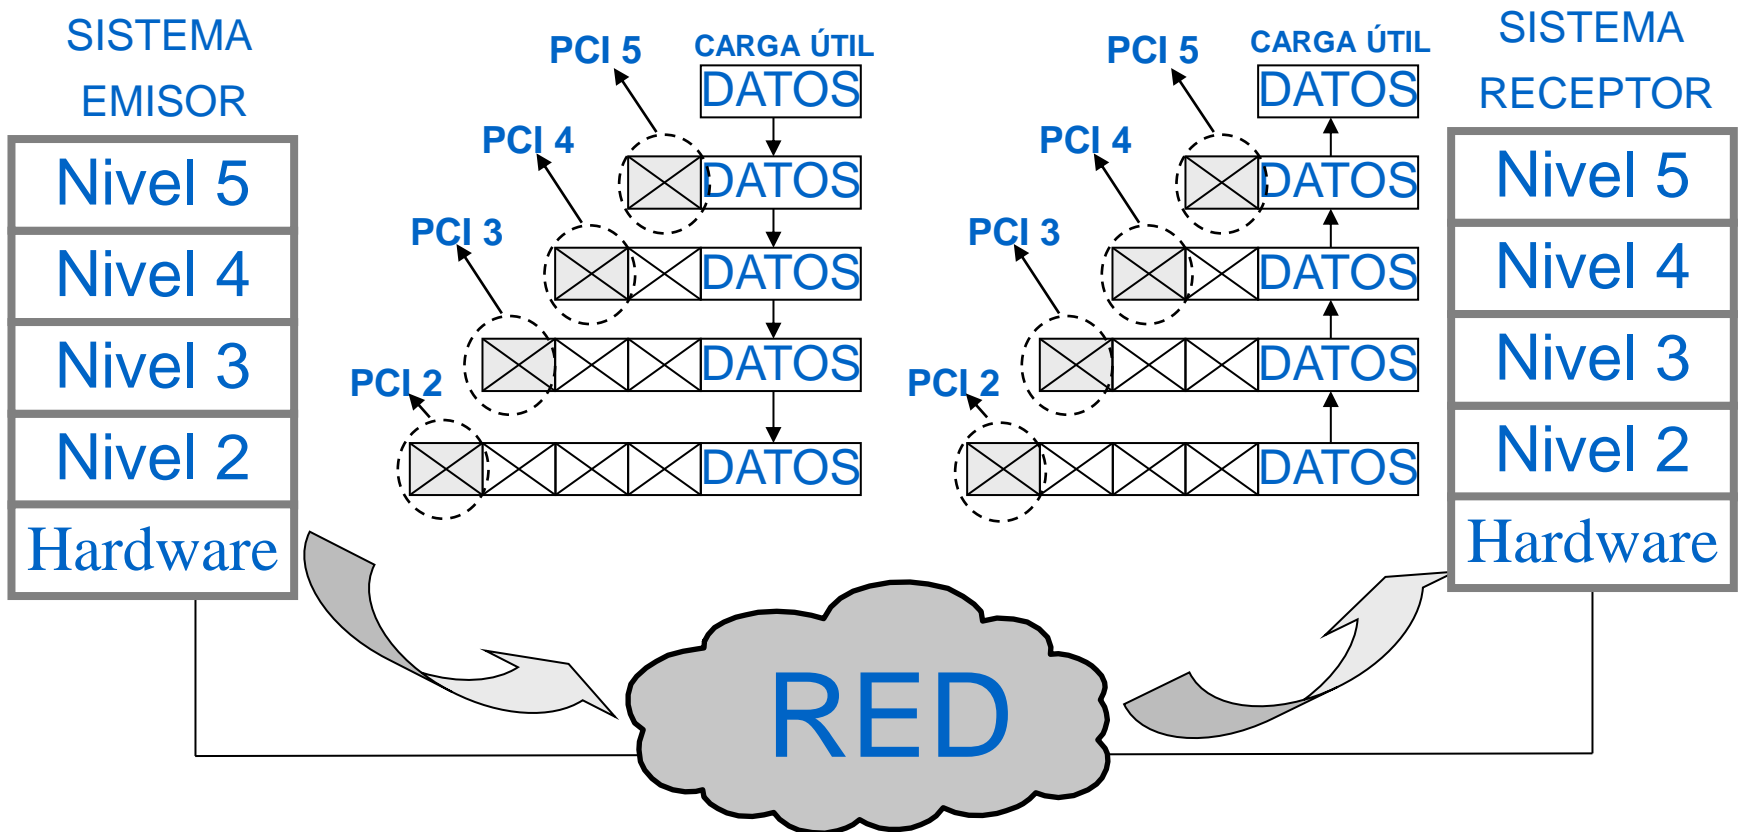 SISTEMA
EMISOR
Nivel 5
Nivel 4
Nivel 3
Nivel 2
Hardware
PCI 5
CARGA ÚTIL
DATOS
PCI 4
DATOS
PCI 3
DATOS
PCI 2
DATOS
DATOS
PCI 5
CARGA ÚTIL
DATOS
PCI 4
DATOS
PCI 3
DATOS
PCI 2
DATOS
DATOS
SISTEMA
RECEPTOR
Nivel 5
Nivel 4
Nivel 3
Nivel 2
Hardware
RED